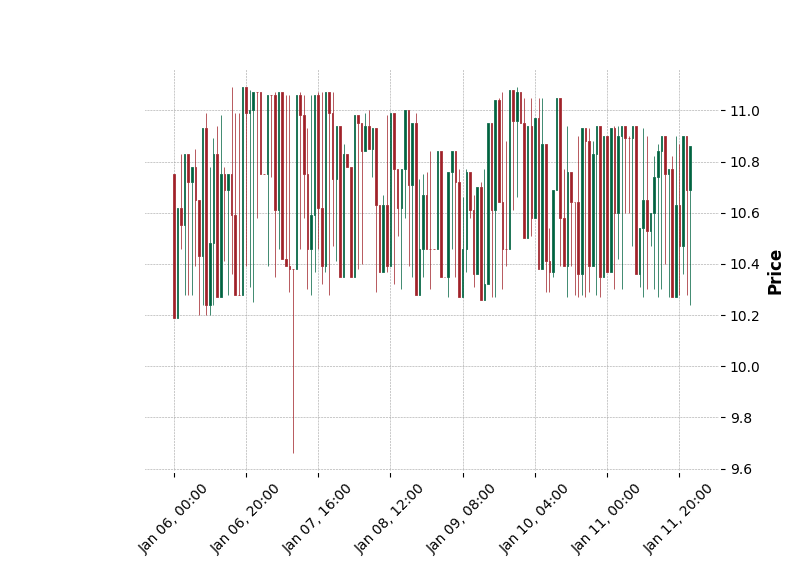 11.0
10.8
10.6
10.4
10.2
10.0
9.8
9.6
Price
Jan 06, 00:00
Jan 06, 20:00
Jan 07, 16:00
Jan 08, 12:00
Jan 09, 08:00
Jan 10, 04:00
Jan 11, 00:00
Jan 11, 20:00